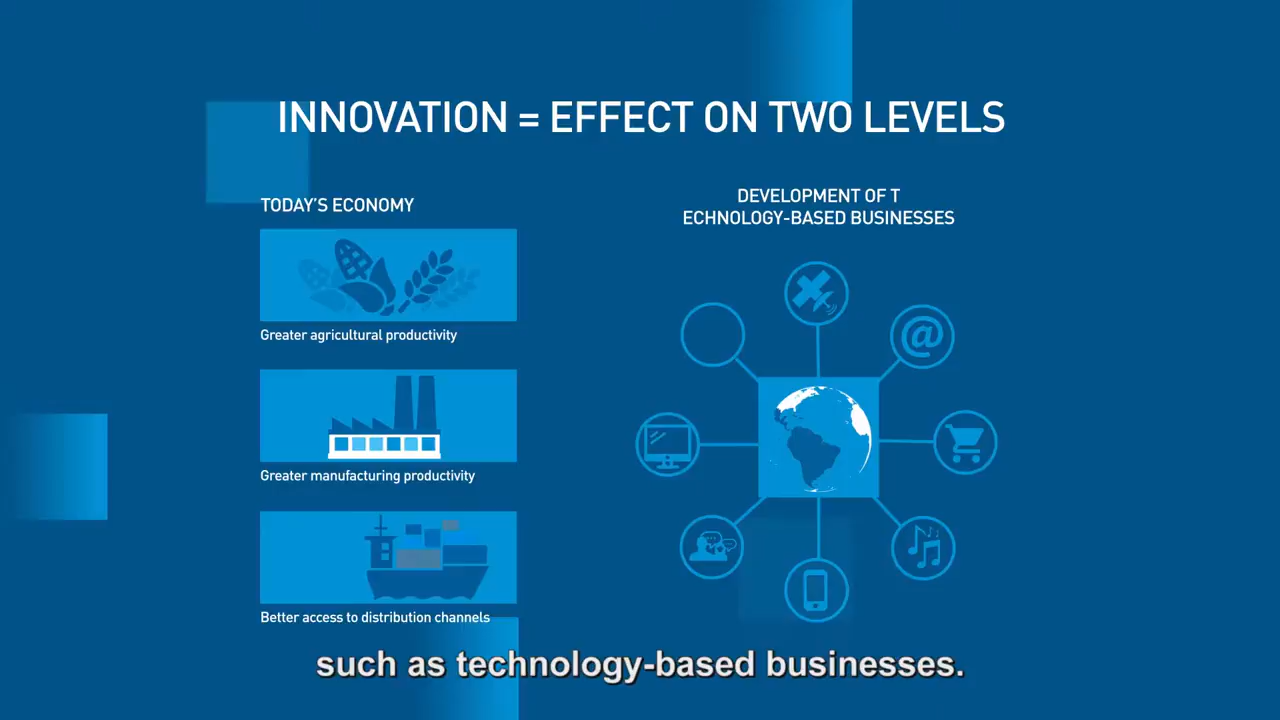 INNOVATION = EFFECT ON TWO LEVELS
TODAY'S ECONOMY
Greater agricultural productivity
Greater manufacturing productivity
Better access to distribution channels
DEVELOPMENT OF T
ECHNOLOGY-BASED BUSINESSES
@
such as technology-based businesses.